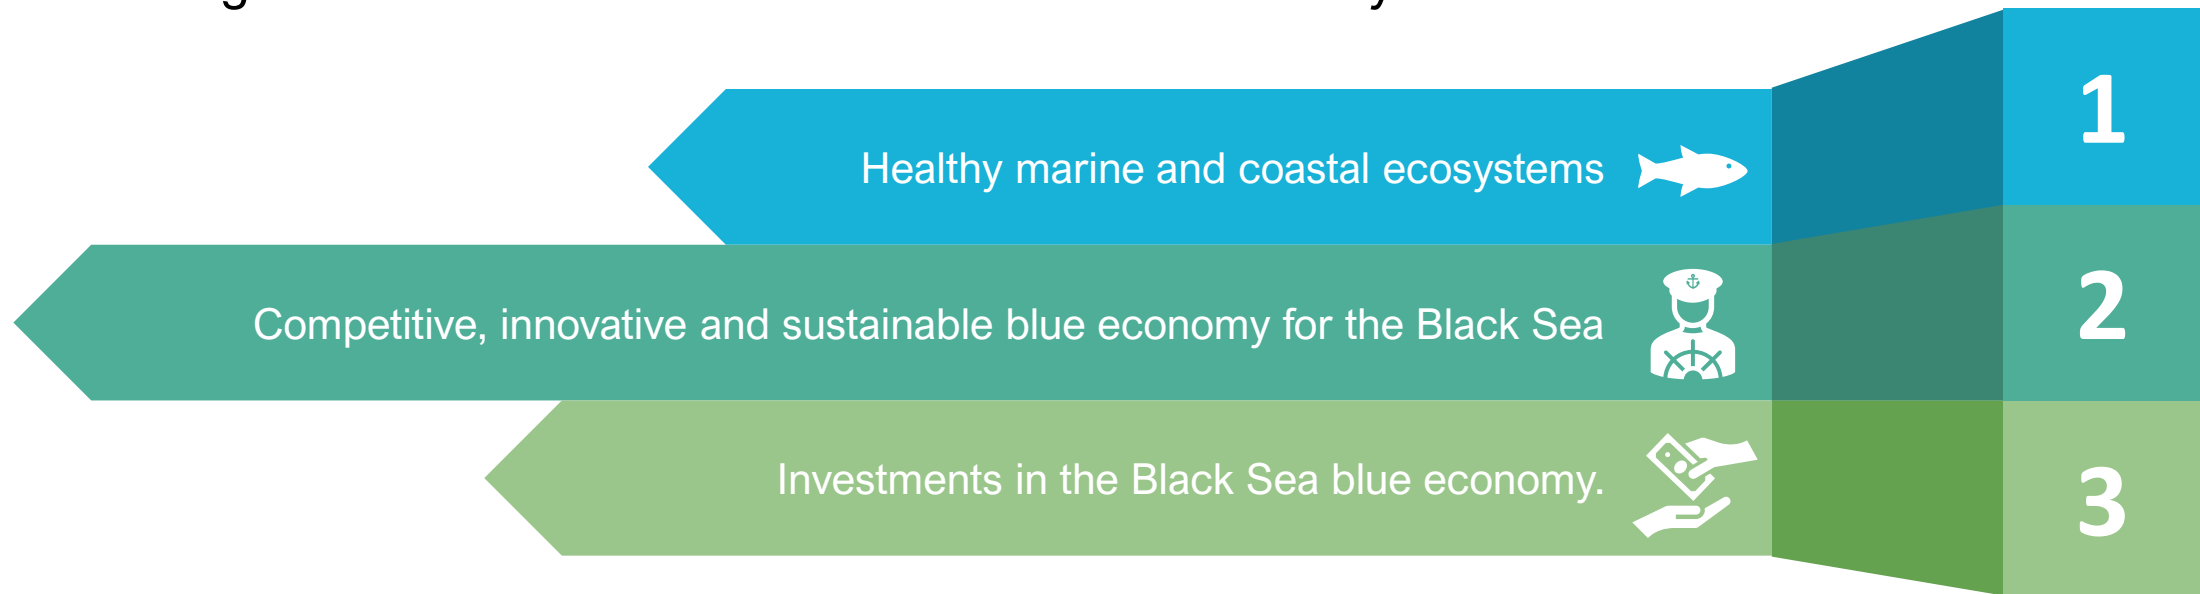 Healthy marine and coastal ecosystems 1
Competitive, innovative and sustainable blue economy for the Black Sea 2
Investments in the Black Sea blue economy. 3